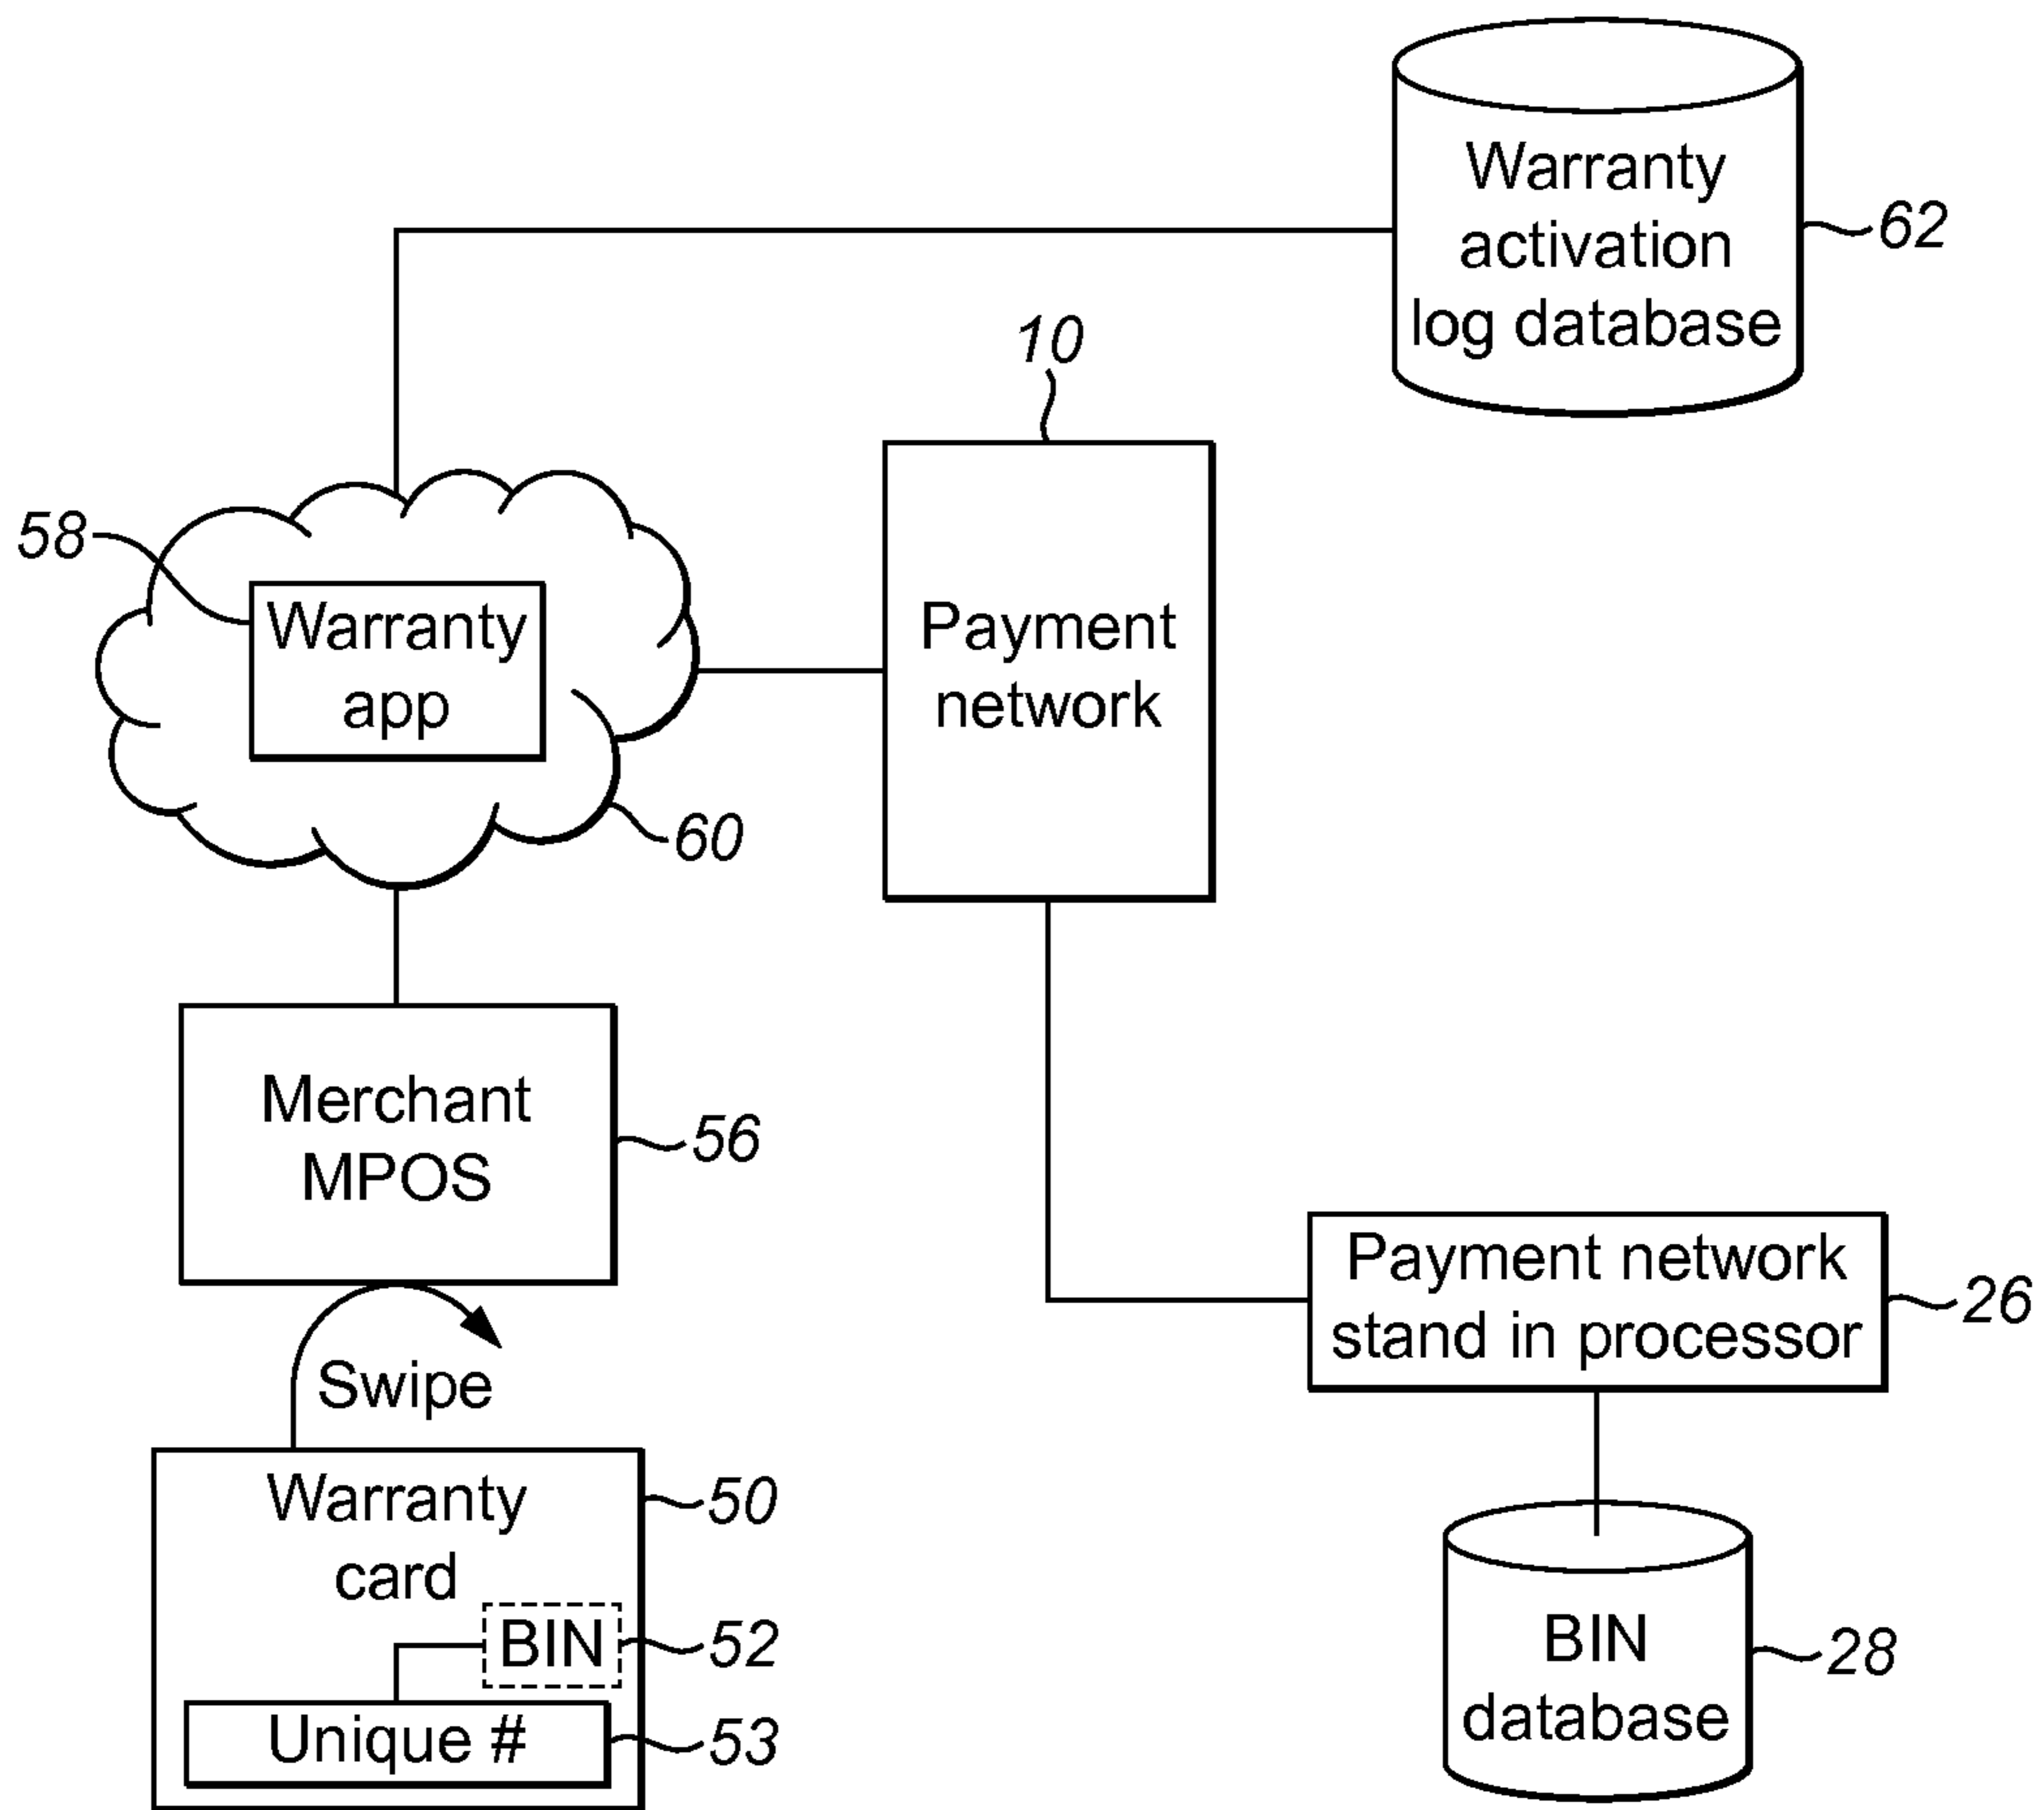 Warranty
activation
log database
62
10
58
Warranty
app
Payment
network
60
Merchant
MPOS
56
Payment network
stand in processor
26
Swipe
Warranty
card
50
BIN
52
Unique #
53
BIN
database
28